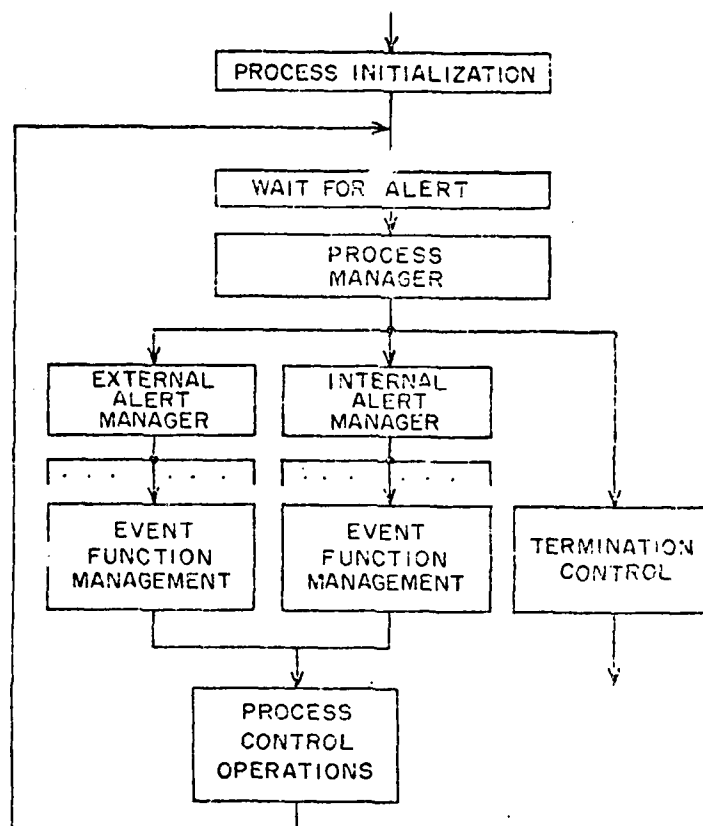 PROCESS INITIALIZATION
WAIT FOR ALERT
PROCESS
MANAGER
EXTERNAL
ALERT
MANAGER
INTERNAL
ALERT
MANAGER
EVENT
FUNCTION
MANAGEMENT
EVENT
FUNCTION
MANAGEMENT
TERMINATION
CONTROL
PROCESS
CONTROL
OPERATIONS